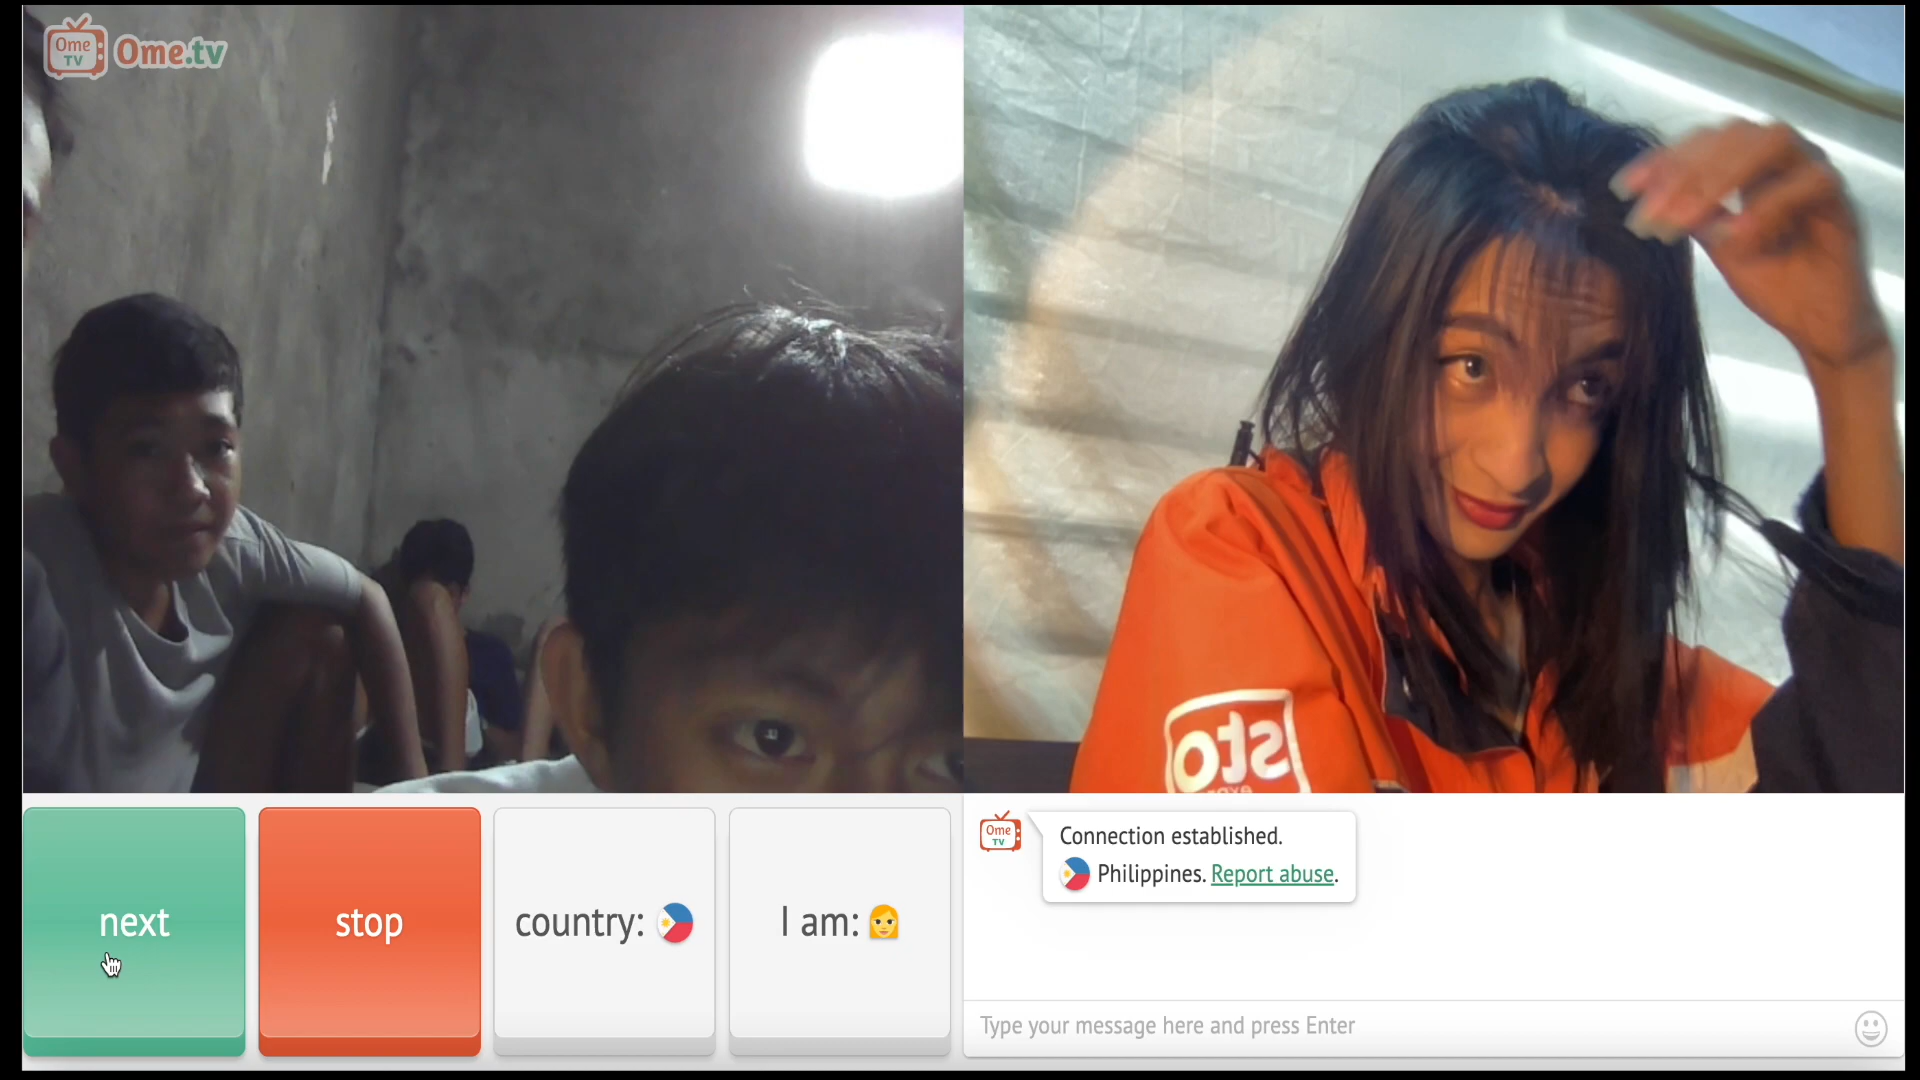 Ome
TV
Ome.tv
sto
next
stop
country:
I am:
Ome
TV
Connection established.
Philippines. Report abuse.
Type your message here and press Enter